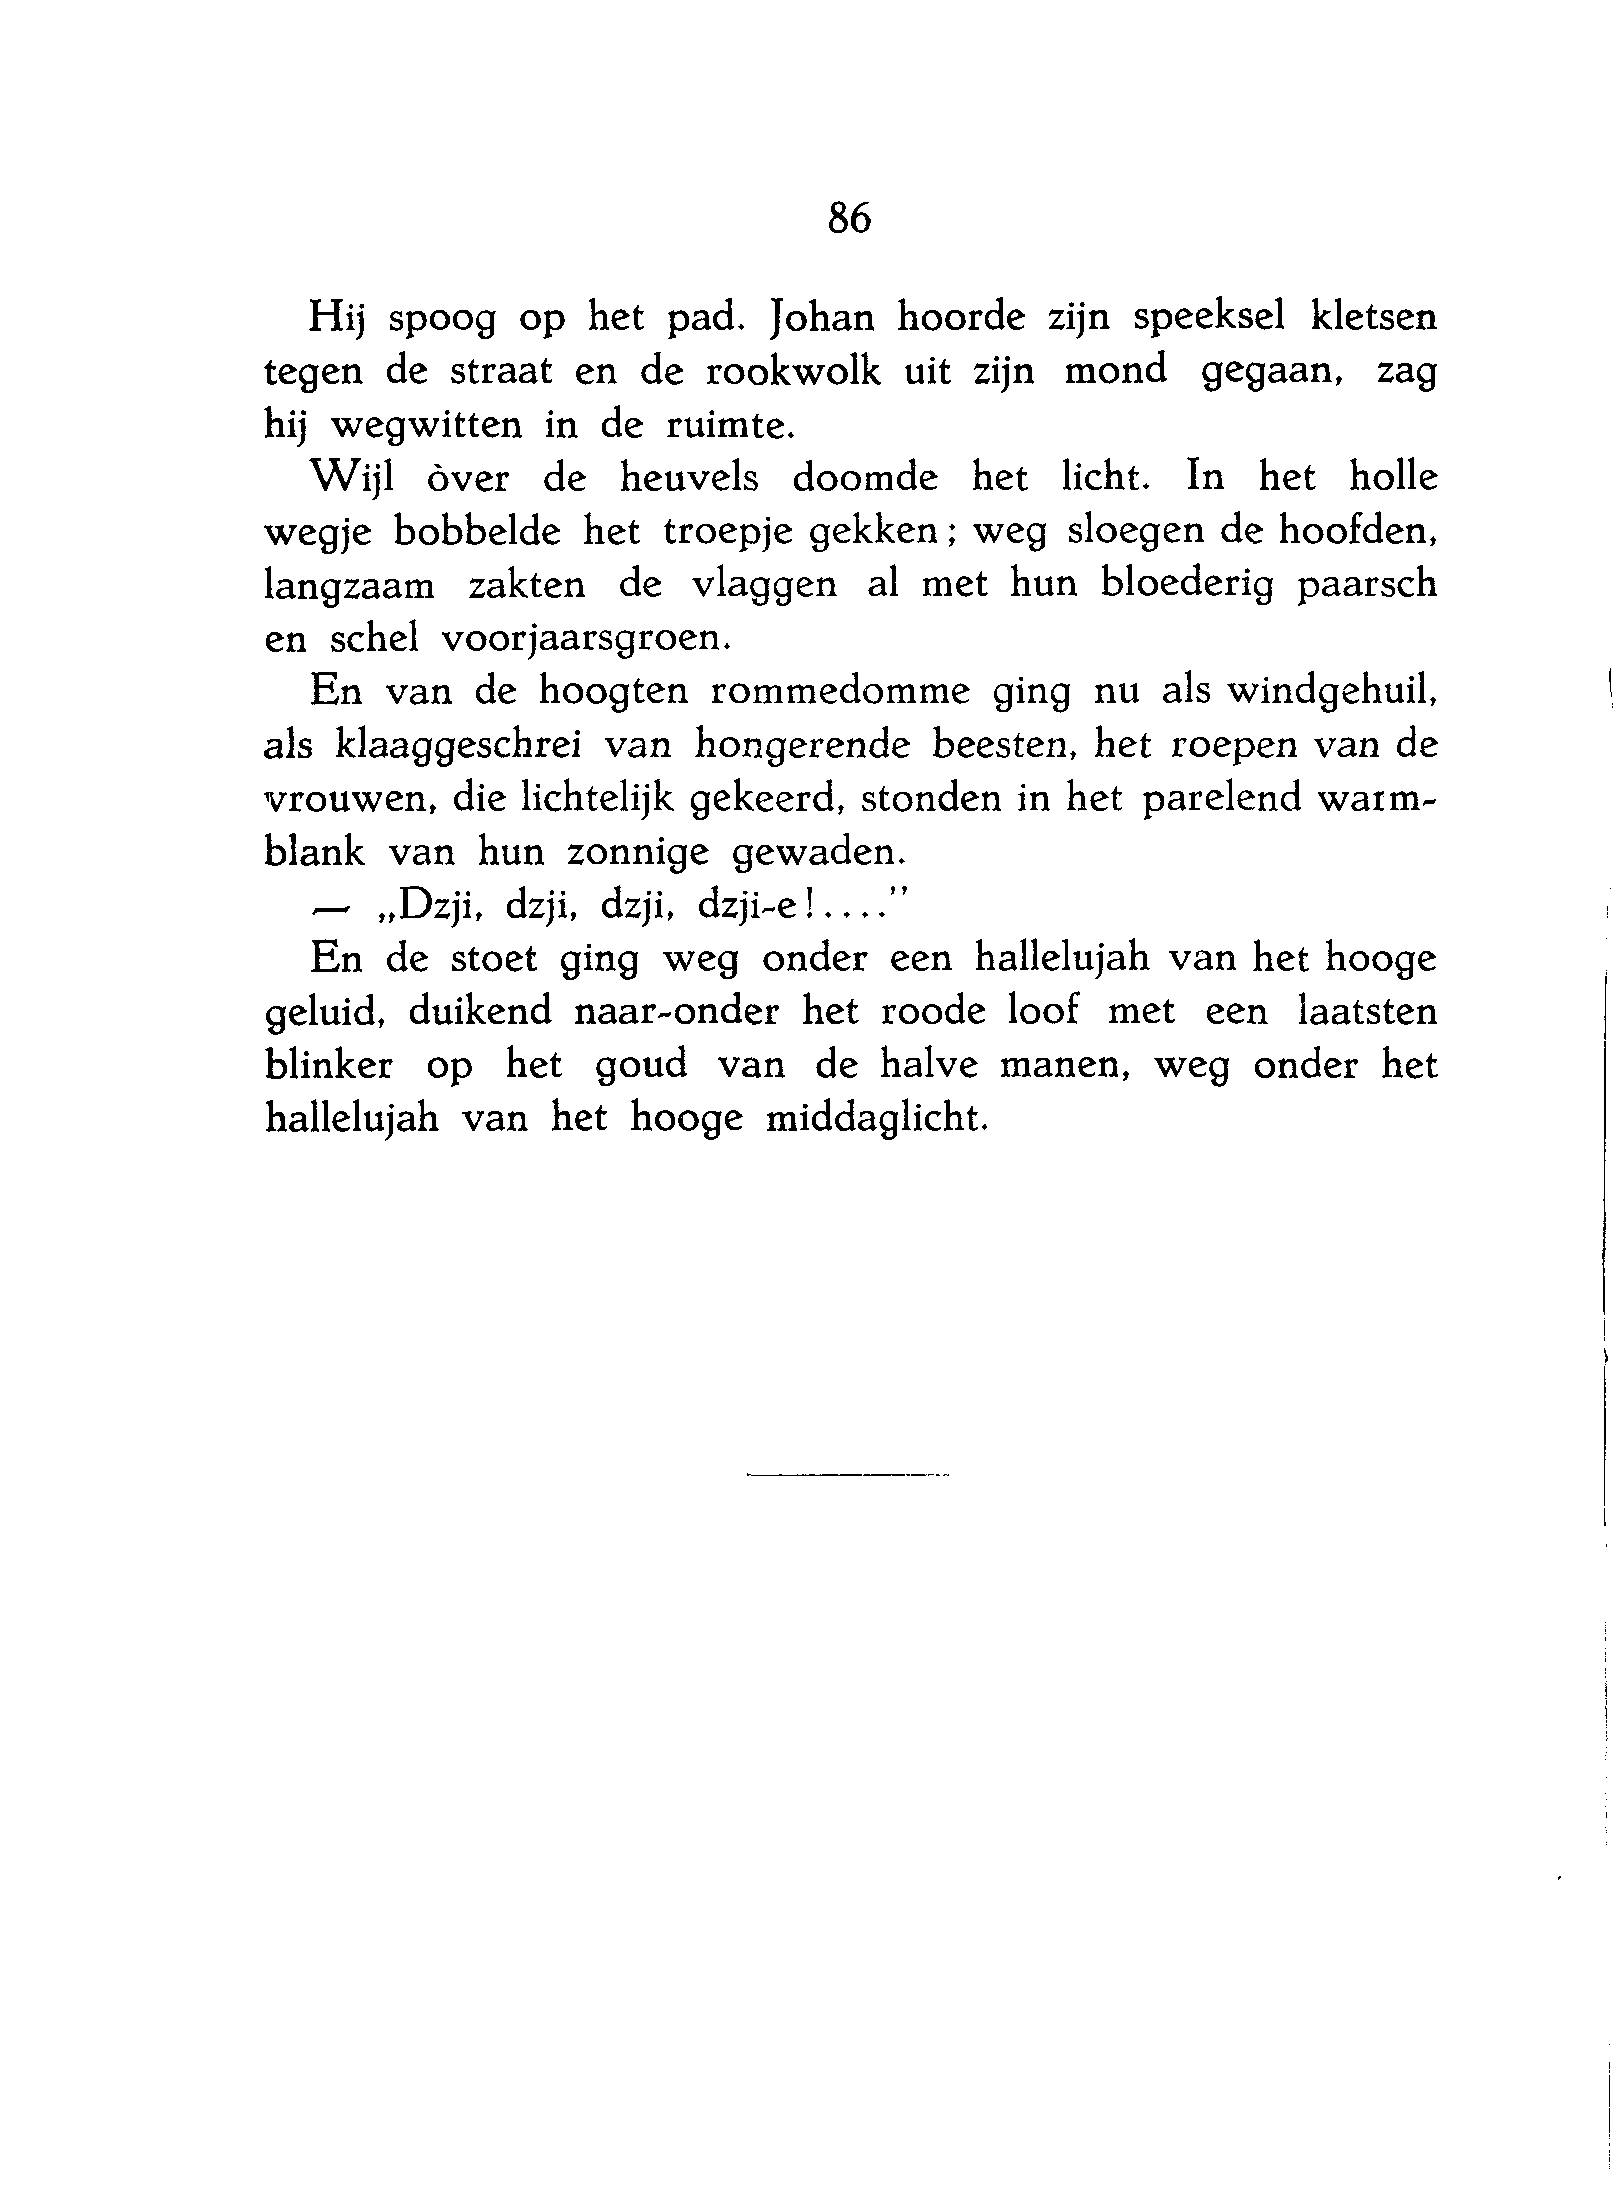 86
Hij spoog op het pad. Johan hoorde zijn speeksel kletsen
tegen de straat en de rookwolk uit zijn mond gegaan, zag
hij wegwitten in de ruimte.
Wijl òver de heuvels doomde het licht. In het holle
wegje bobbelde het troepje gekken; weg sloegen de hoofden,
langzaam zakten de vlaggen al met hun bloederig paarsch
en schel voorjaarsgroen.
En van de hoogten rommedomme ging nu als windgehuil,
als klaaggeschrei van hongerende beesten, het roepen van de
vrouwen, die lichtelijk gekeerd, stonden in het parelend warm-
blank van hun zonnige gewaden.
— „Dzji, dzji, dzji, dzji-e!...."
En de stoet ging weg onder een hallelujah van het hooge
geluid, duikend naar-onder het roode loof met een laatsten
blinker op het goud van de halve manen, weg onder het
hallelujah van het hooge middaglicht.